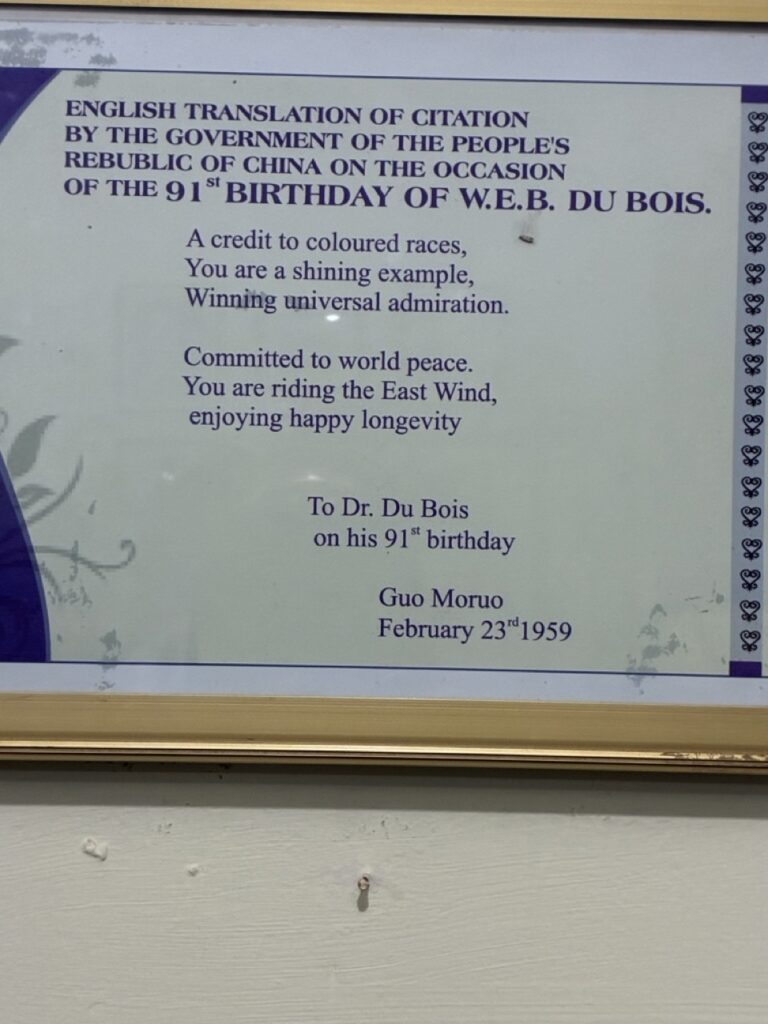 ENGLISH TRANSLATION OF CITATION
BY THE GOVERNMENT OF THE PEOPLE'S
REBUBLIC OF CHINA ON THE OCCASION
OF THE 91st BIRTHDAY OF W.E.B. DU BOIS.
A credit to coloured races,
You are a shining example,
Winning universal admiration.
Committed to world peace.
You are riding the East Wind,
enjoying happy longevity
To Dr. Du Bois
on his 91st birthday
Guo Moruo
February 23rd 1959